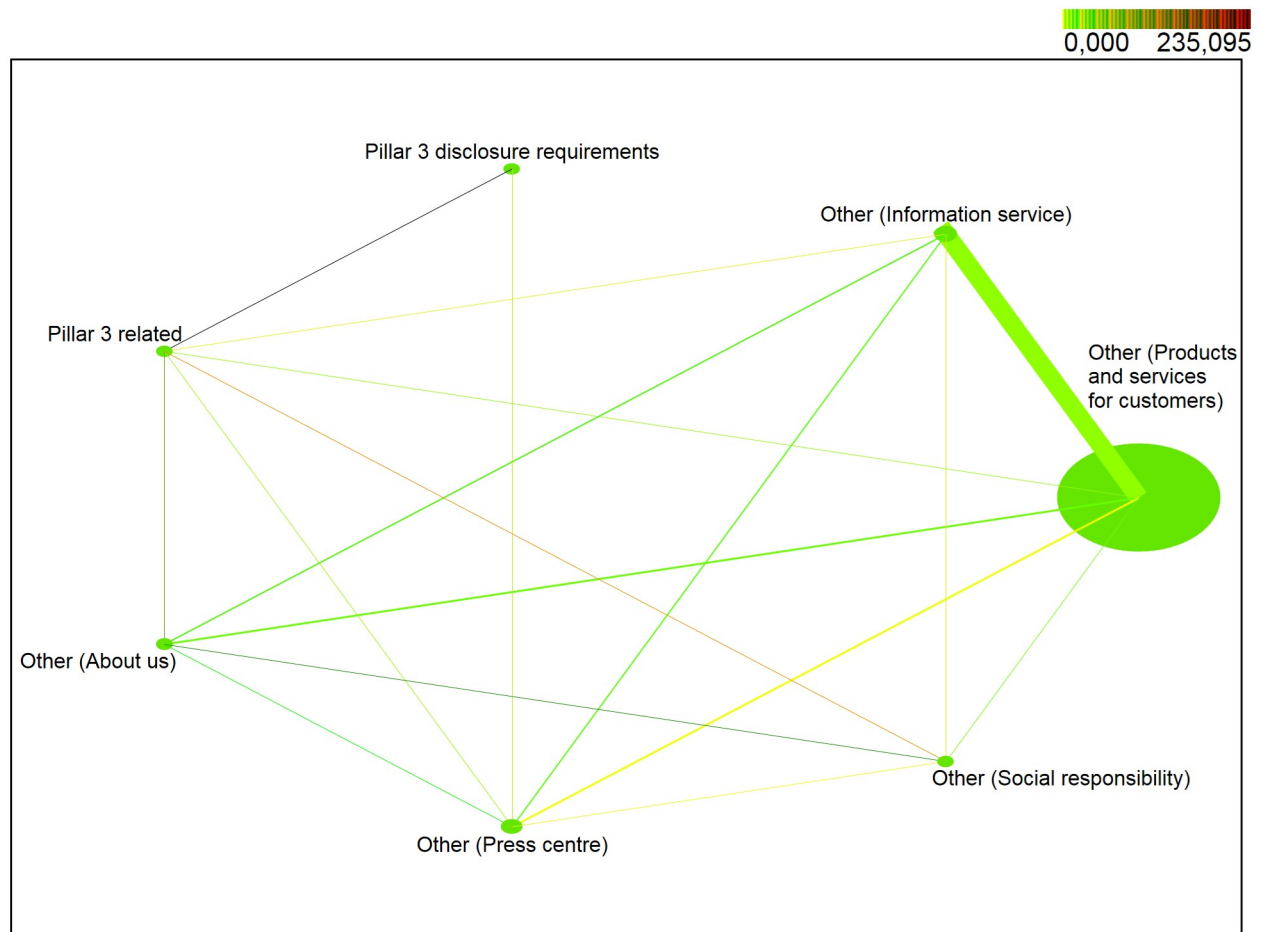 0,000 235,095
Pillar 3 disclosure requirements
Other (Information service)
Pillar 3 related
Other (Products
and services
for customers)
Other (About us)
Other (Social responsibility)
Other (Press centre)